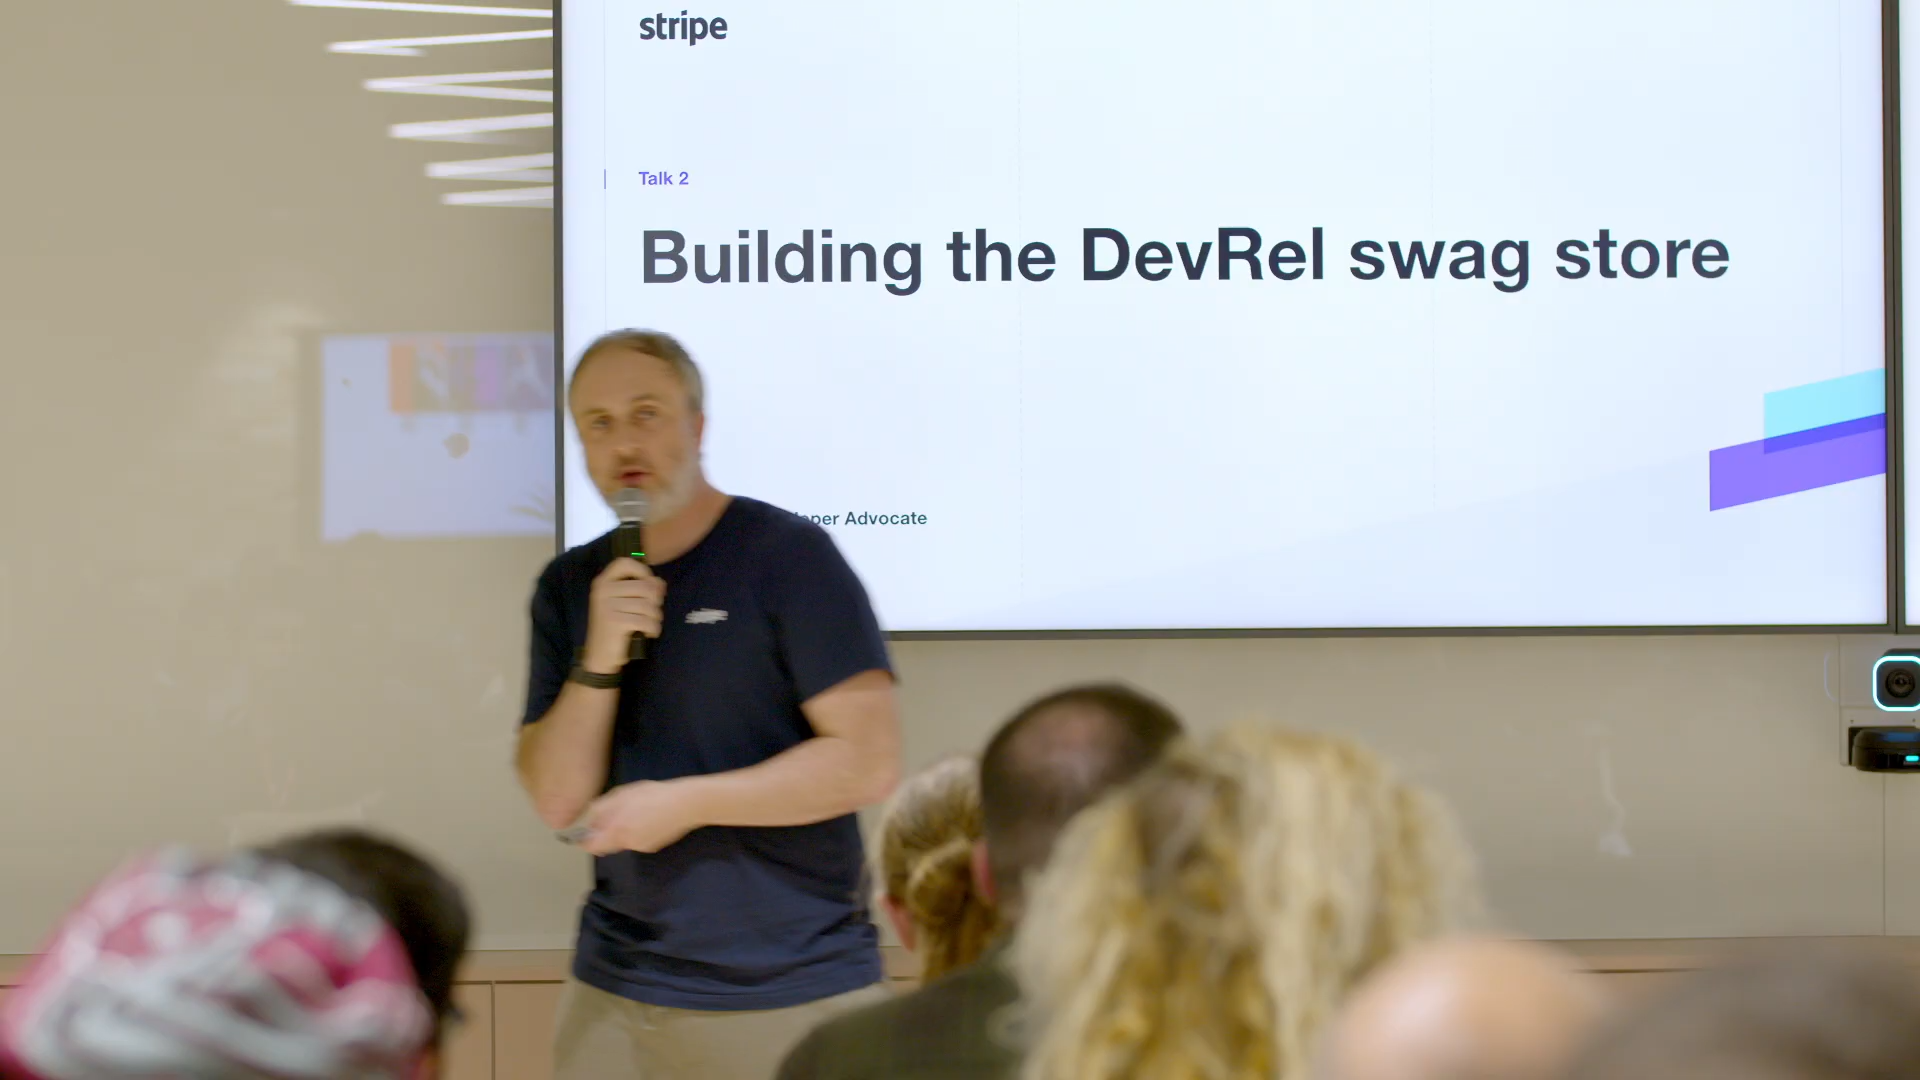 stripe
Talk 2
Building the DevRel swag store
Advocate